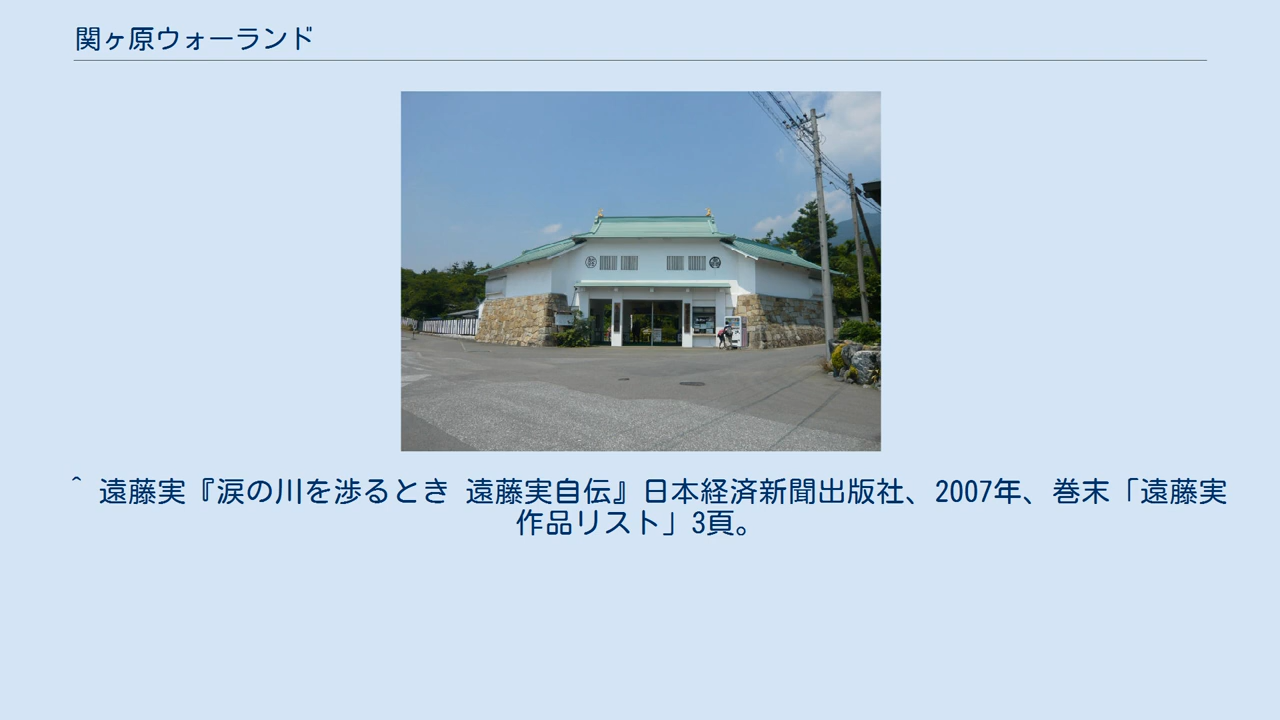 関ヶ原ウォーランド
^ 遠藤実『涙の川を渉るとき 遠藤実自伝』日本経済新聞出版社、2007年、巻末「遠藤実
作品リスト」3頁。